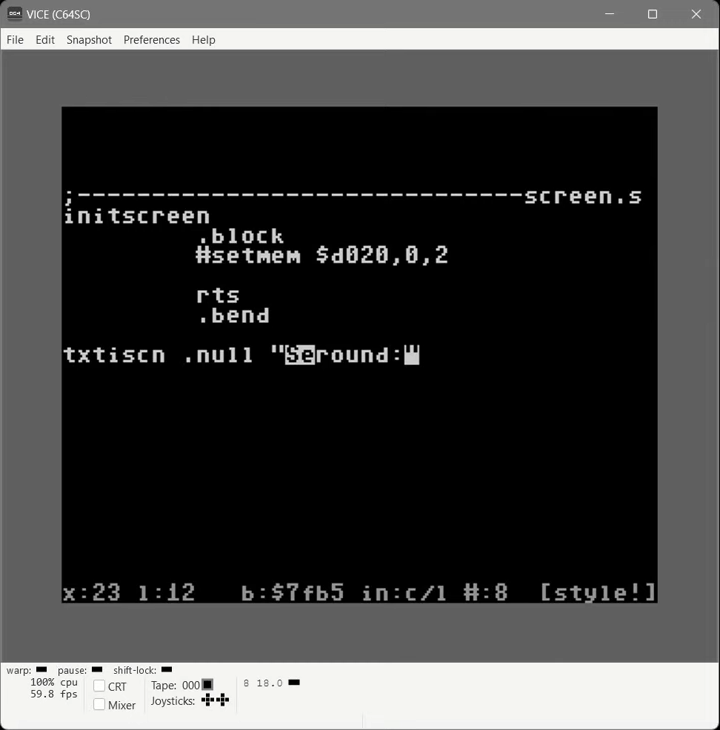 VICE (C64SC)
File Edit Snapshot Preferences Help
;------------------------------screen.s
initscreen
.block
#setmem $d020,0,2
rts
.bend
txtiscn .null "Seround:"
x:23 l:12 b:$7fb5 in:c/l #:8 [style!]
warp: pause: shift-lock:
100% cpu
59.8 fps
CRT
Mixer
Tape: 000
Joysticks:
8 18.0